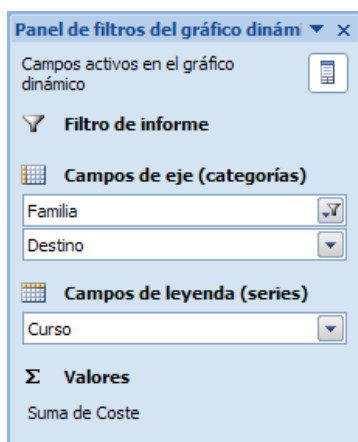 Panel de filtros del gráfico dinámi
Campos activos en el gráfico
dinámico
Filtro de informe
Campos de eje (categorías)
Familia
Destino
Campos de leyenda (series)
Curso
Σ Valores
Suma de Coste